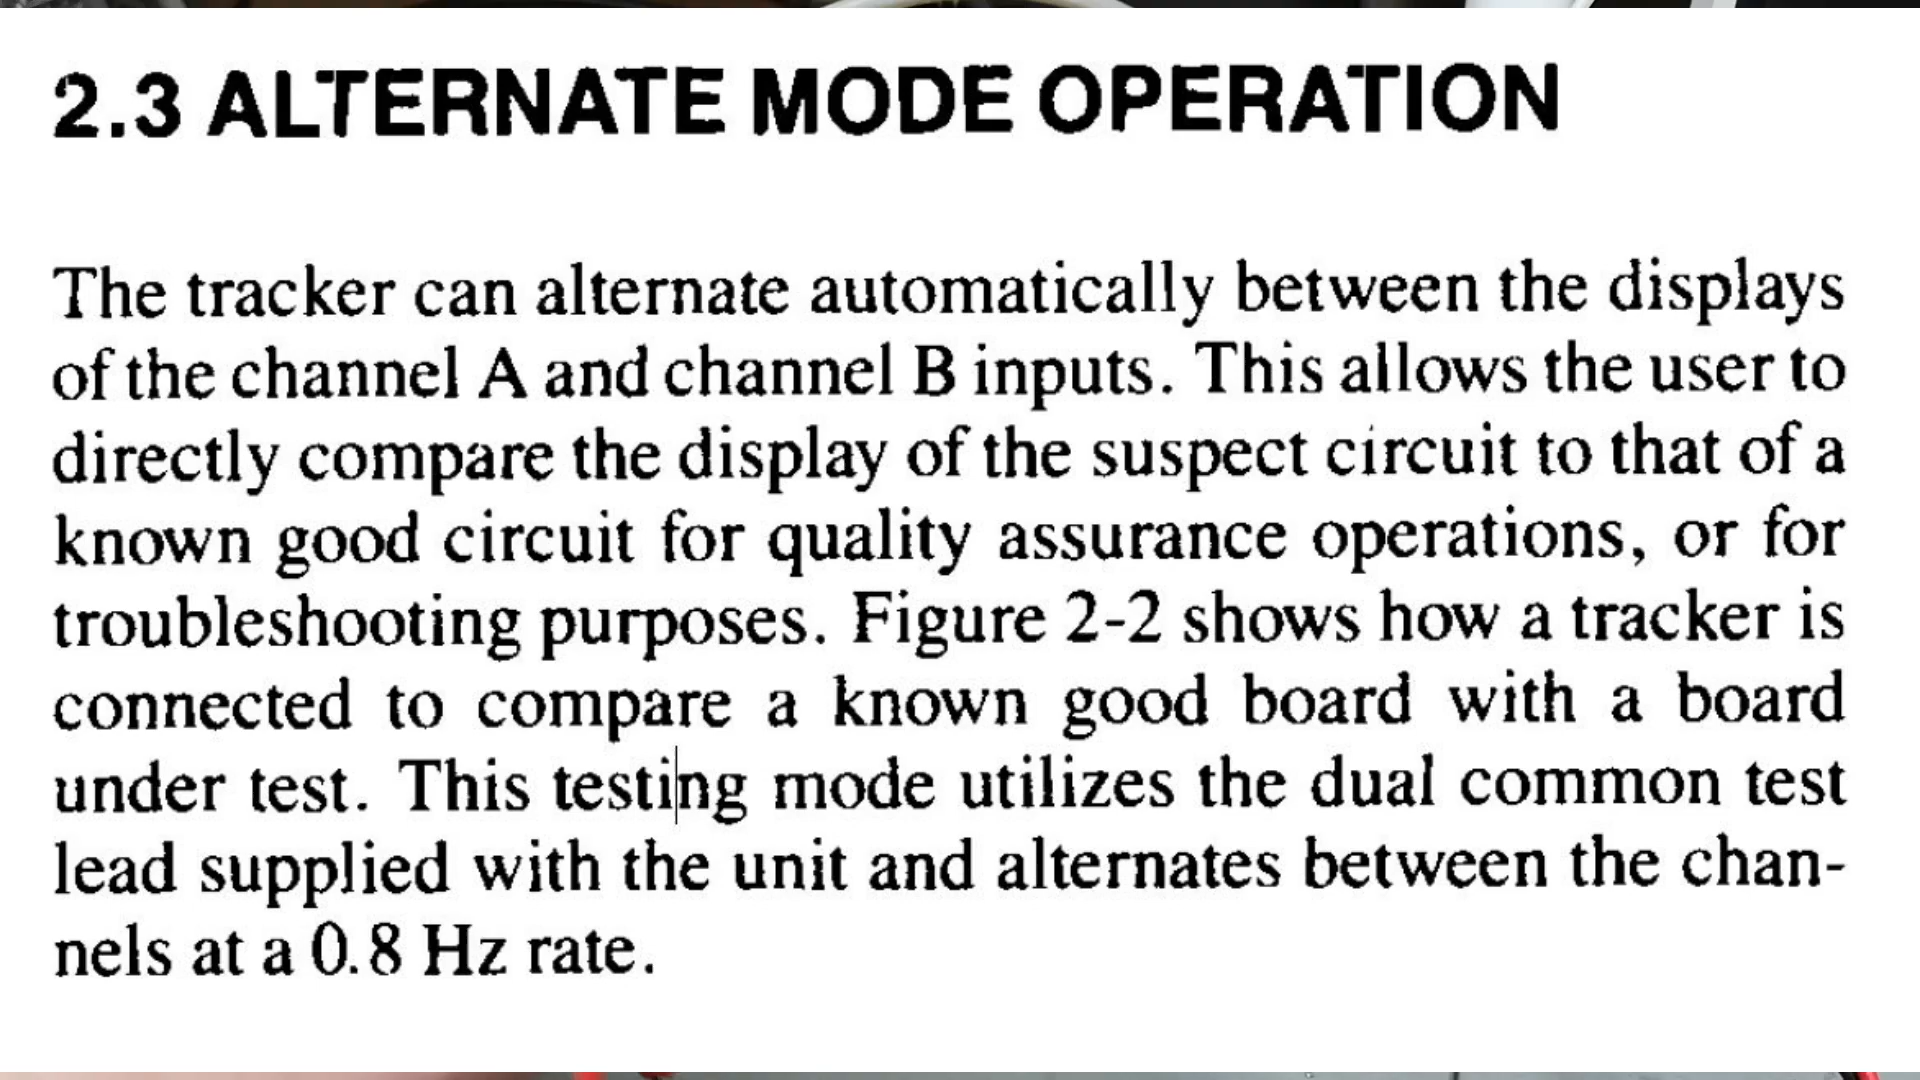 2.3 ALTERNATE MODE OPERATION
The tracker can alternate automatically between the displays
of the channel A and channel B inputs. This allows the user to
directly compare the display of the suspect circuit to that of a
known good circuit for quality assurance operations, or for
troubleshooting purposes. Figure 2-2 shows how a tracker is
connected to compare a known good board with a board
under test. This testing mode utilizes the dual common test
lead supplied with the unit and alternates between the chan-
nels at a 0.8 Hz rate.